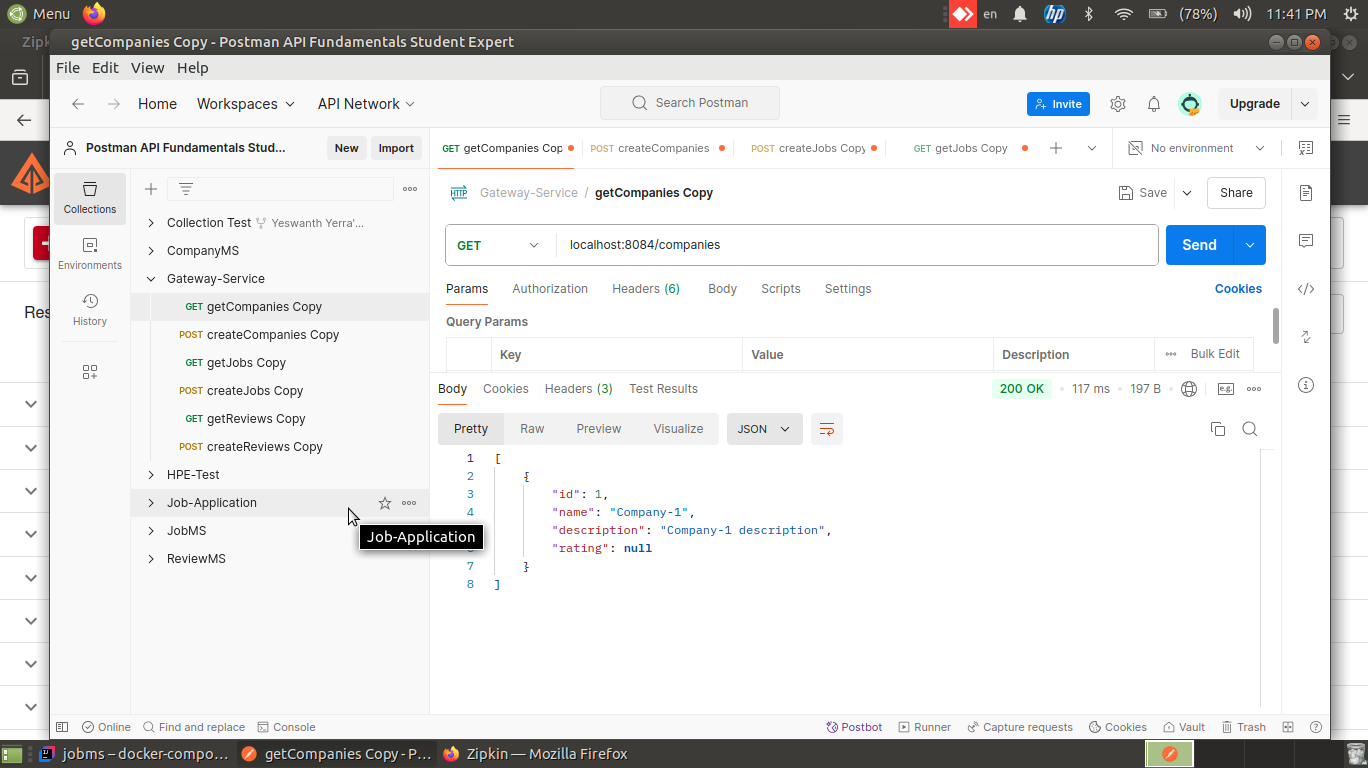 Menu
en
hp
(78%)
11:41 PM
Zipk
getCompanies Copy - Postman API Fundamentals Student Expert
File Edit View Help
Home Workspaces API Network
Search Postman
Invite
Upgrade
Postman API Fundamentals Stud...
New
Import
GET getCompanies Cop
POST createCompanies
POST createJobs Copy
GET getJobs Copy
No environment
Collections
Environments
History
Collection Test Yeswanth Yerra'...
CompanyMS
Gateway-Service
GET getCompanies Copy
POST createCompanies Copy
GET getJobs Copy
POST createJobs Copy
GET getReviews Copy
POST createReviews Copy
HPE-Test
Job-Application
Job-Application
JobMS
ReviewMS
HTTP
Gateway-Service / getCompanies Copy
Save
Share
GET
localhost:8084/companies
Send
Params Authorization Headers (6) Body Scripts Settings
Cookies
Query Params
Key Value Description
Bulk Edit
Body Cookies Headers (3) Test Results
200 OK • 117 ms • 197 B
e.g.
Pretty Raw Preview Visualize
JSON
1 [
2 {
3 "id": 1,
4 "name": "Company-1",
5 "description": "Company-1 description",
"rating": null
7 }
8 ]
Res
Online Find and replace Console
Postbot Runner Capture requests Cookies Vault Trash
jobms – docker-compo...
getCompanies Copy - P...
Zipkin — Mozilla Firefox